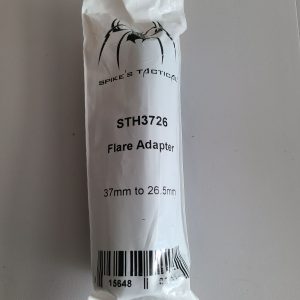 SPIKE'S TACTICAL
STH3726
Flare Adapter
37mm to 26.5mm
15648